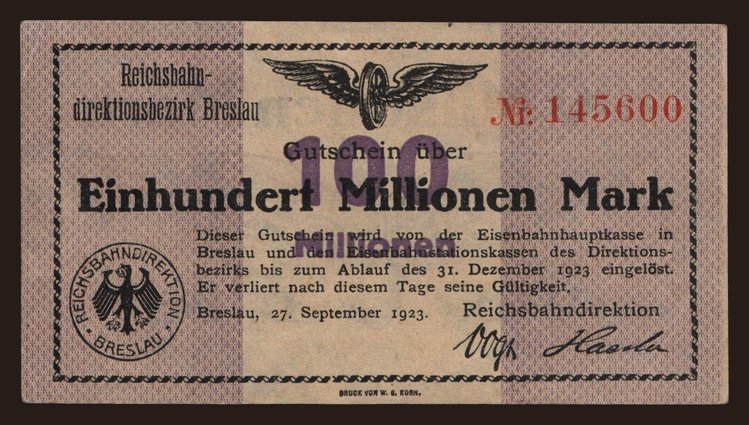 Reichsbahn-
direktionsbezirk Breslau
Nr: 145600
100
Millionen
Gutschein über
Einhundert Millionen Mark
Dieser Gutschein wird von der Eisenbahnhauptkasse in
Breslau und den Eisenbahnstationskassen des Direktions-
bezirks bis zum Ablauf des 31. Dezember 1923 eingelöst.
Er verliert nach diesem Tage seine Gültigkeit.
Breslau, 27. September 1923.
Reichsbahndirektion
REICHSBAHNDIREKTION
BRESLAU
DRUCK VON W. G. KORN.